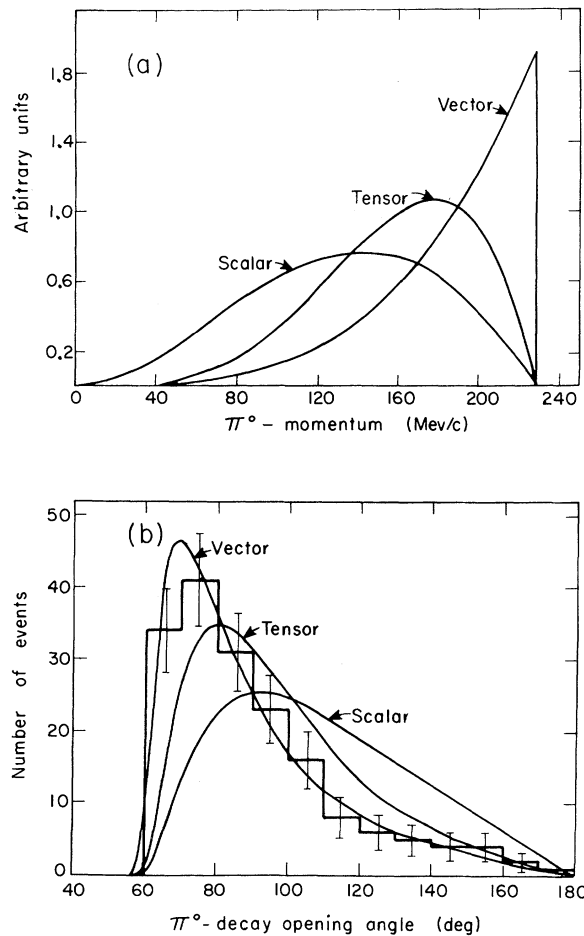 (a)
Arbitrary units
1.8
1.4
1.0
0.6
0.2
Vector
Tensor
Scalar
0 40 80 120 160 200 240
π° - momentum (Mev/c)
(b)
Number of events
50
40
30
20
10
0
Vector
Tensor
Scalar
40 60 80 100 120 140 160 180
π° - decay opening angle (deg)